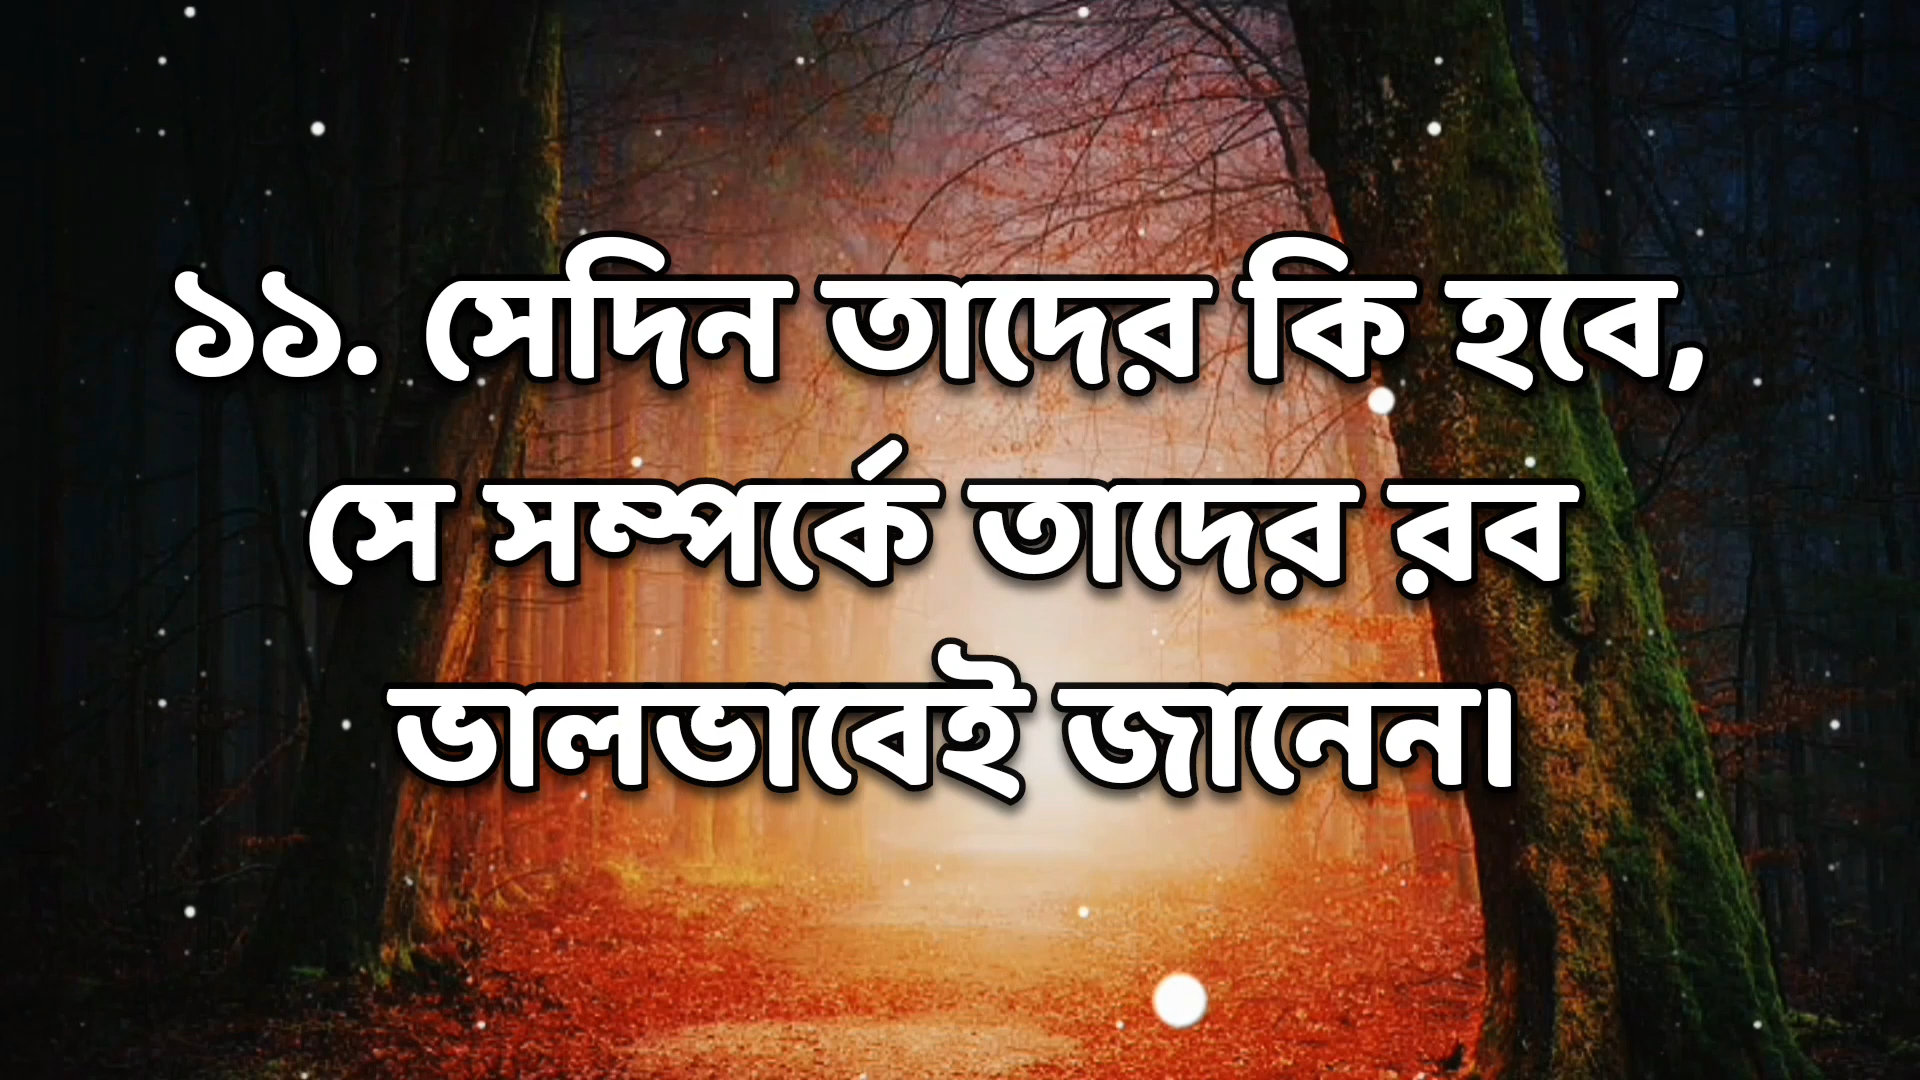 ১১. সেদিন তাদের কি হবে,
সে সম্পর্কে তাদের রব
ভালভাবেই জানেন।